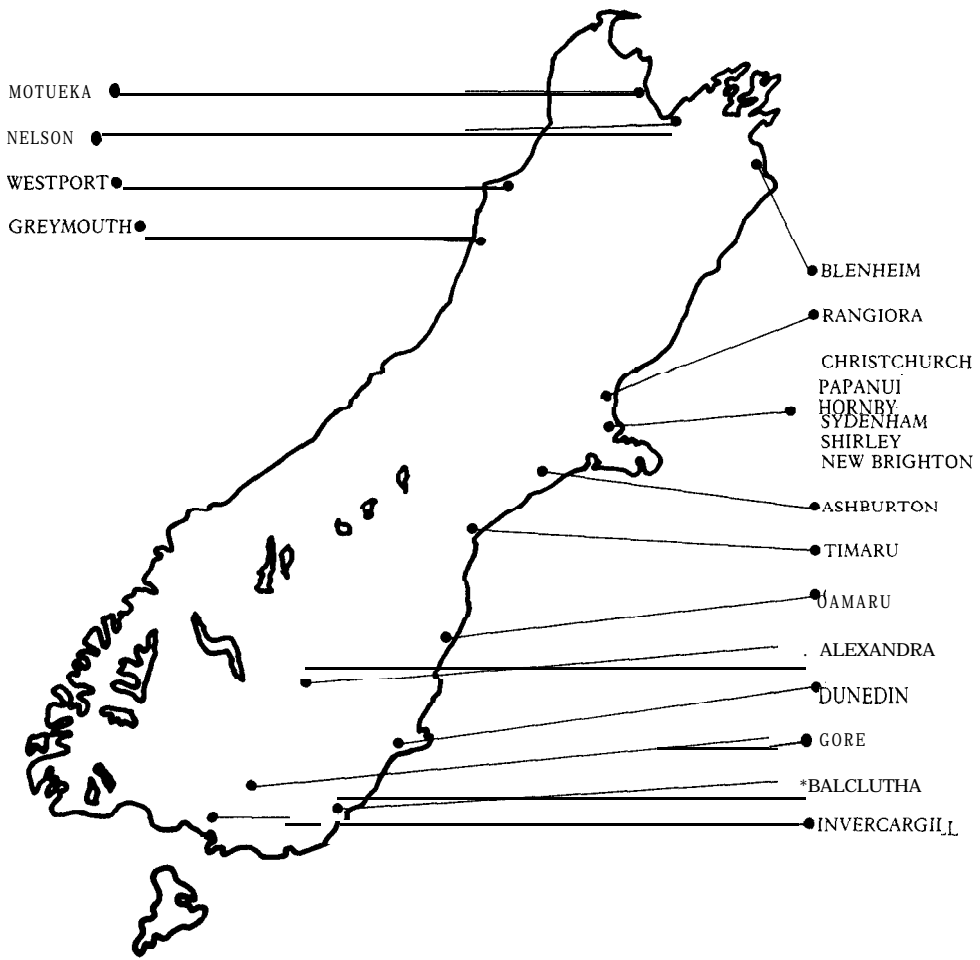 MOTUEKA
NELSON
WESTPORT
GREYMOUTH
BLENHEIM
RANGIORA
CHRISTCHURCH
PAPANUI
HORNBY
SYDENHAM
SHIRLEY
NEW BRIGHTON
ASHBURTON
TIMARU
OAMARU
ALEXANDRA
DUNEDIN
GORE
*BALCLUTHA
INVERCARGILL